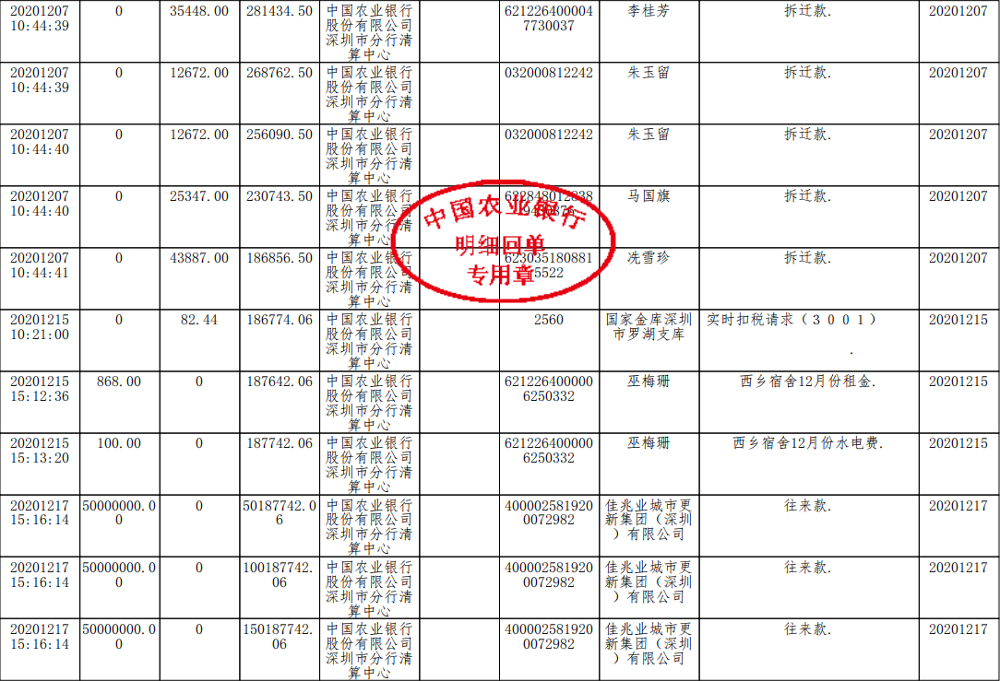 20201207 0 35448.00 281434.50 中国农业银行 621226400004 李桂芳 拆迁款. 20201207
10:44:39 股份有限公司 7730037
深圳市分行清
算中心
20201207 0 12672.00 268762.50 中国农业银行 032000812242 朱玉留 拆迁款. 20201207
10:44:39 股份有限公司
深圳市分行清
算中心
20201207 0 12672.00 256090.50 中国农业银行 032000812242 朱玉留 拆迁款. 20201207
10:44:40 股份有限公司
深圳市分行清
算中心
20201207 0 25347.00 230743.50 中国农业银行 马国旗 拆迁款. 20201207
10:44:40 股份有限公司
深圳市分行清
算中心
中国农业银行
明细回单
专用章
20201207 0 43887.00 186856.50 中国农业银行 623035180881 冼雪珍 拆迁款. 20201207
10:44:41 股份有限公司
深圳市分行清
算中心
20201215 0 82.44 186774.06 中国农业银行 2560 国家金库深圳 实时扣税请求（３００１） 20201215
10:21:00 股份有限公司 市罗湖支库
深圳市分行清 .
算中心
20201215 868.00 0 187642.06 中国农业银行 621226400000 巫梅珊 西乡宿舍12月份租金. 20201215
15:12:36 股份有限公司 6250332
深圳市分行清
算中心
20201215 100.00 0 187742.06 中国农业银行 621226400000 巫梅珊 西乡宿舍12月份水电费. 20201215
15:13:20 股份有限公司 6250332
深圳市分行清
算中心
20201217 50000000.0 0 50187742.0 中国农业银行 400002581920 佳兆业城市更 往来款. 20201217
15:16:14 0 6 股份有限公司 0072982 新集团（深圳
深圳市分行清 ）有限公司
算中心
20201217 50000000.0 0 100187742. 中国农业银行 400002581920 佳兆业城市更 往来款. 20201217
15:16:14 0 06 股份有限公司 0072982 新集团（深圳
深圳市分行清 ）有限公司
算中心
20201217 50000000.0 0 150187742. 中国农业银行 400002581920 佳兆业城市更 往来款. 20201217
15:16:14 0 06 股份有限公司 0072982 新集团（深圳
深圳市分行清 ）有限公司
算中心